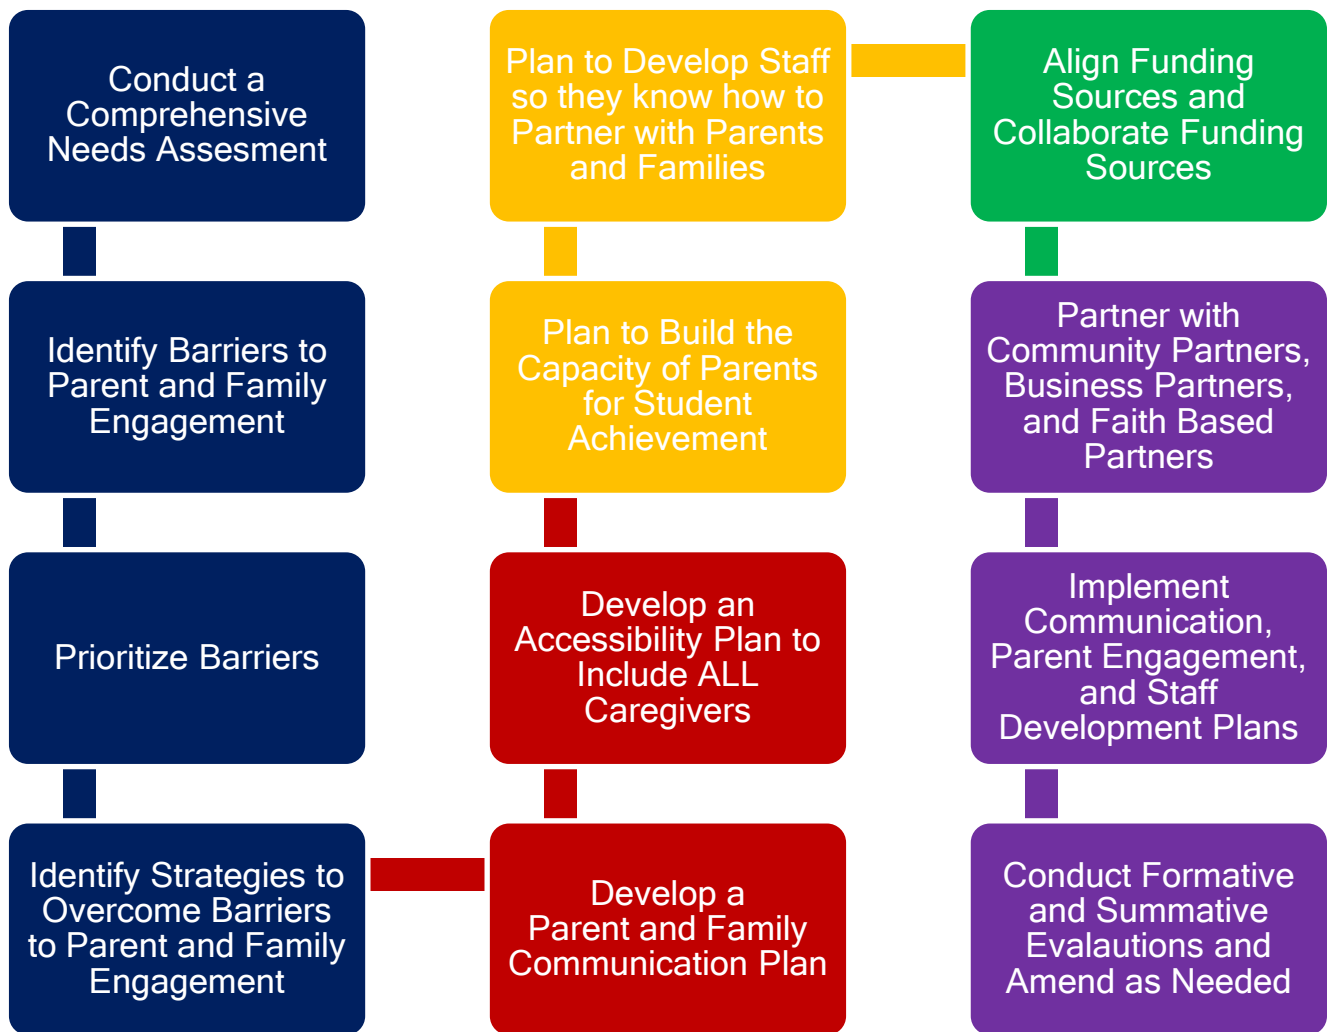 Conduct a
Comprehensive
Needs Assesment
Identify Barriers to
Parent and Family
Engagement
Prioritize Barriers
Identify Strategies to
Overcome Barriers
to Parent and Family
Engagement
Develop a
Parent and Family
Communication Plan
Develop an
Accessibility Plan to
Include ALL
Caregivers
Plan to Build the
Capacity of Parents
for Student
Achievement
Plan to Develop Staff
so they know how to
Partner with Parents
and Families
Align Funding
Sources and
Collaborate Funding
Sources
Partner with
Community Partners,
Business Partners,
and Faith Based
Partners
Implement
Communication,
Parent Engagement,
and Staff
Development Plans
Conduct Formative
and Summative
Evalautions and
Amend as Needed